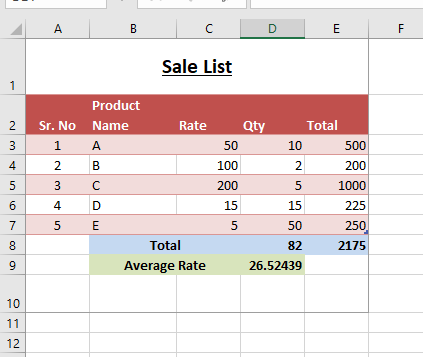 A B C D E F
1 Sale List
2 Sr. No Product Name Rate Qty Total
3 1 A 50 10 500
4 2 B 100 2 200
5 3 C 200 5 1000
6 4 D 15 15 225
7 5 E 5 50 250
8 Total 82 2175
9 Average Rate 26.52439
10
11
12